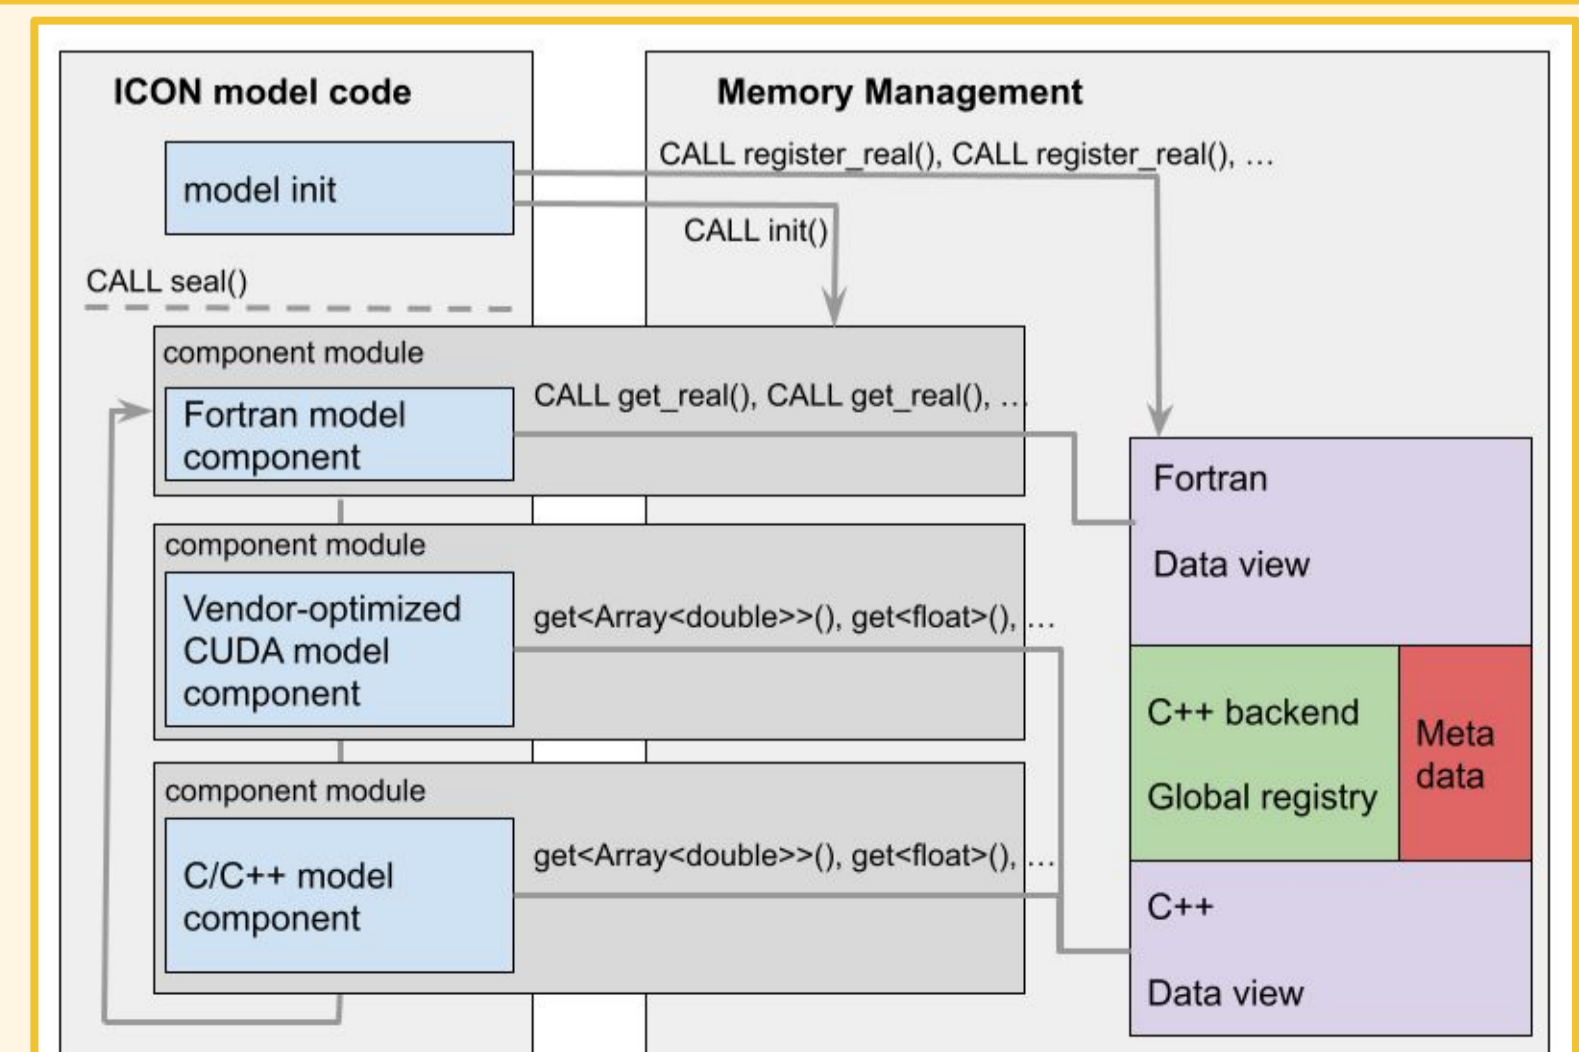 ICON model code
Memory Management
model init
CALL register_real(), CALL register_real(), …
CALL init()
CALL seal()
component module
Fortran model
component
CALL get_real(), CALL get_real(), …
component module
Vendor-optimized
CUDA model
component
get<Array<double>>(), get<float>(), …
component module
C/C++ model
component
get<Array<double>>(), get<float>(), …
Fortran
Data view
C++ backend
Global registry
Meta
data
C++
Data view